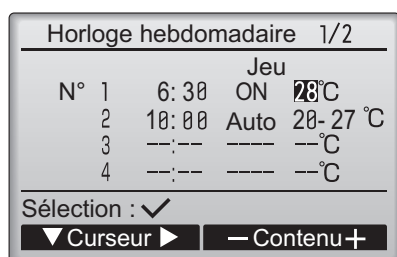 Horloge hebdomadaire 1/2
Jeu
N° 1 6:30 ON 28°C
2 10:00 Auto 20-27 °C
3 --:-- ---- --°C
4 --:-- ---- --°C
Sélection : ✓
▼Curseur ▶ —Contenu+